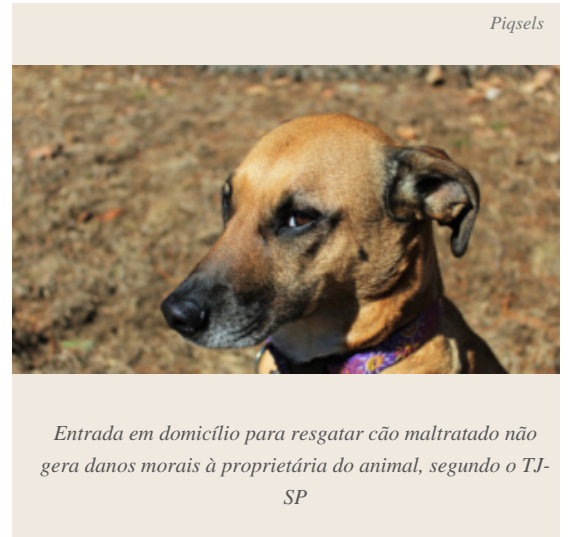 Piqsels
Entrada em domicílio para resgatar cão maltratado não
gera danos morais à proprietária do animal, segundo o TJ-
SP